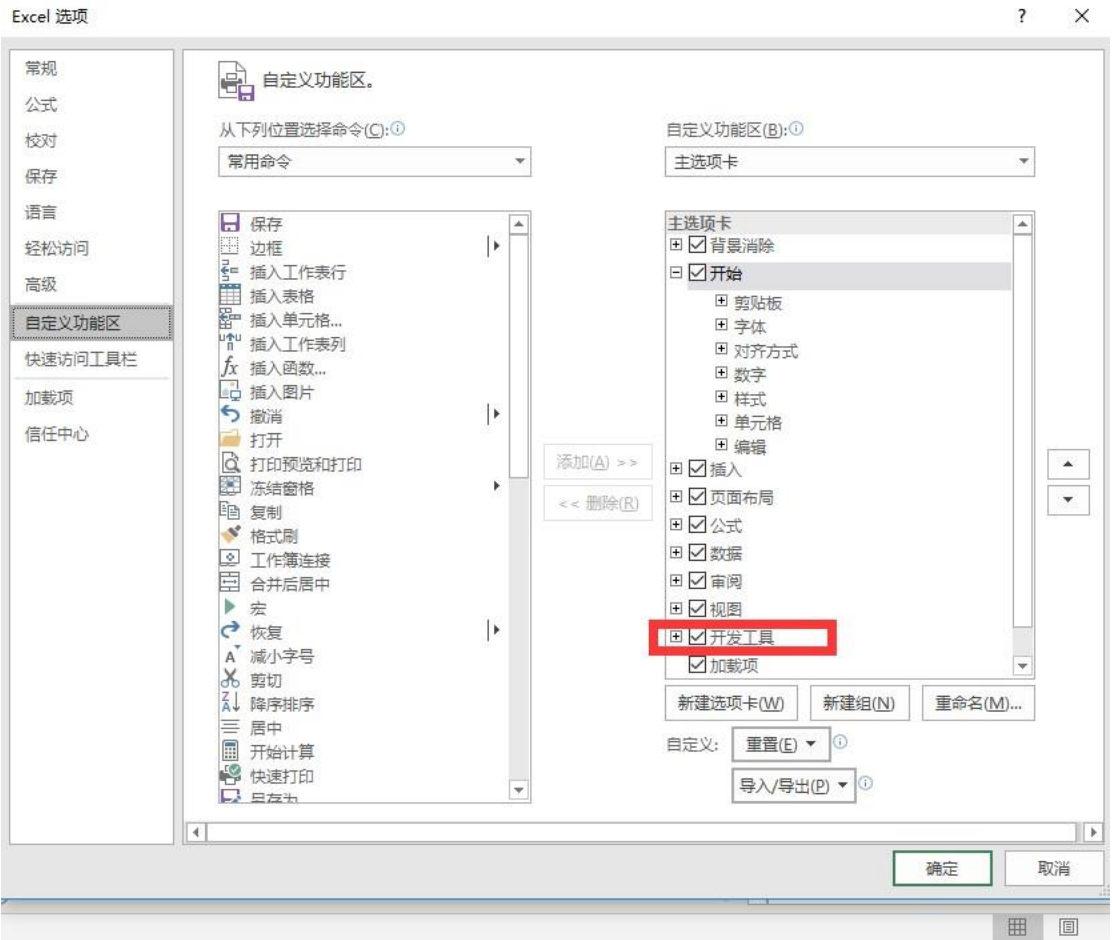 Excel 选项
?
常规
公式
校对
保存
语言
轻松访问
高级
自定义功能区
快速访问工具栏
加载项
信任中心
自定义功能区。
从下列位置选择命令(C):
常用命令
保存
边框
插入工作表行
插入表格
插入单元格...
插入工作表列
插入函数...
插入图片
撤消
打开
打印预览和打印
冻结窗格
复制
格式刷
工作簿连接
合并后居中
宏
恢复
减小字号
剪切
降序排序
居中
开始计算
快速打印
另存为
添加(A) >>
<< 删除(R)
自定义功能区(B):
主选项卡
主选项卡
背景消除
开始
剪贴板
字体
对齐方式
数字
样式
单元格
编辑
插入
页面布局
公式
数据
审阅
视图
开发工具
加载项
新建选项卡(W) 新建组(N) 重命名(M)...
自定义: 重置(E)
导入/导出(P)
确定 取消